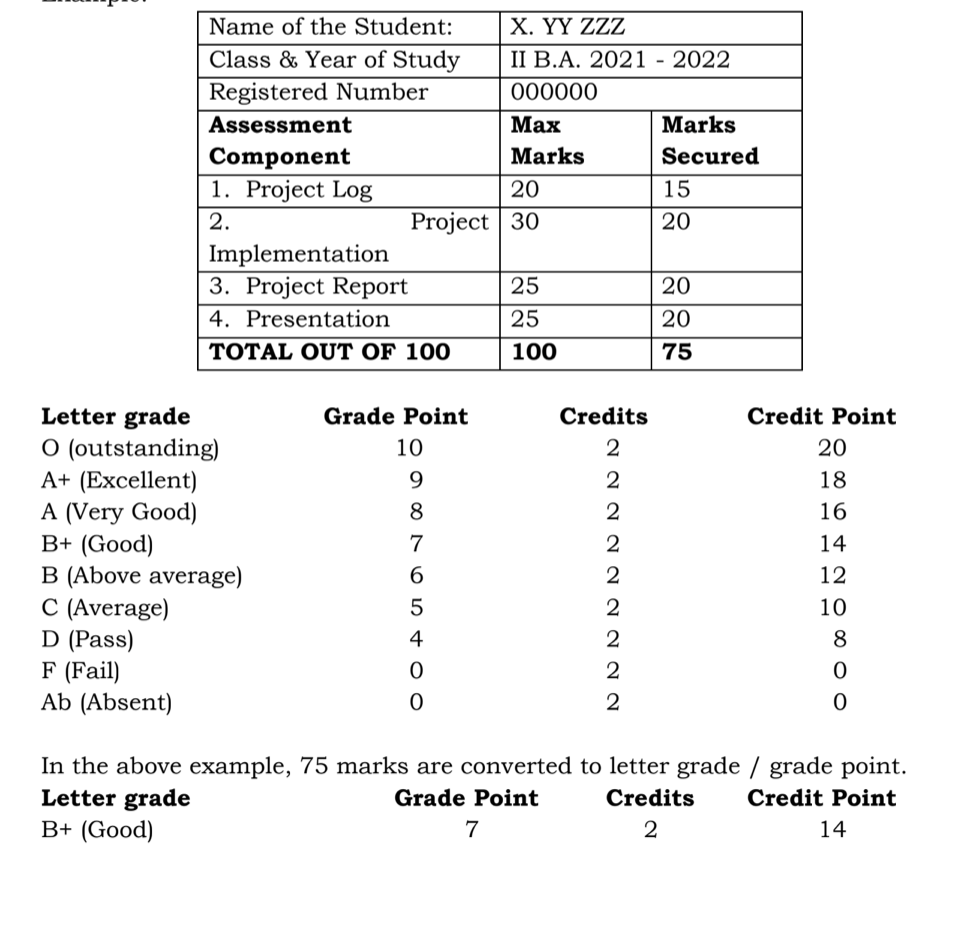 Example:
Name of the Student: X. YY ZZZ
Class & Year of Study II B.A. 2021 - 2022
Registered Number 000000
Assessment Component Max Marks Marks Secured
1. Project Log 20 15
2. Project Implementation 30 20
3. Project Report 25 20
4. Presentation 25 20
TOTAL OUT OF 100 100 75
Letter grade Grade Point Credits Credit Point
O (outstanding) 10 2 20
A+ (Excellent) 9 2 18
A (Very Good) 8 2 16
B+ (Good) 7 2 14
B (Above average) 6 2 12
C (Average) 5 2 10
D (Pass) 4 2 8
F (Fail) 0 2 0
Ab (Absent) 0 2 0
In the above example, 75 marks are converted to letter grade / grade point.
Letter grade Grade Point Credits Credit Point
B+ (Good) 7 2 14